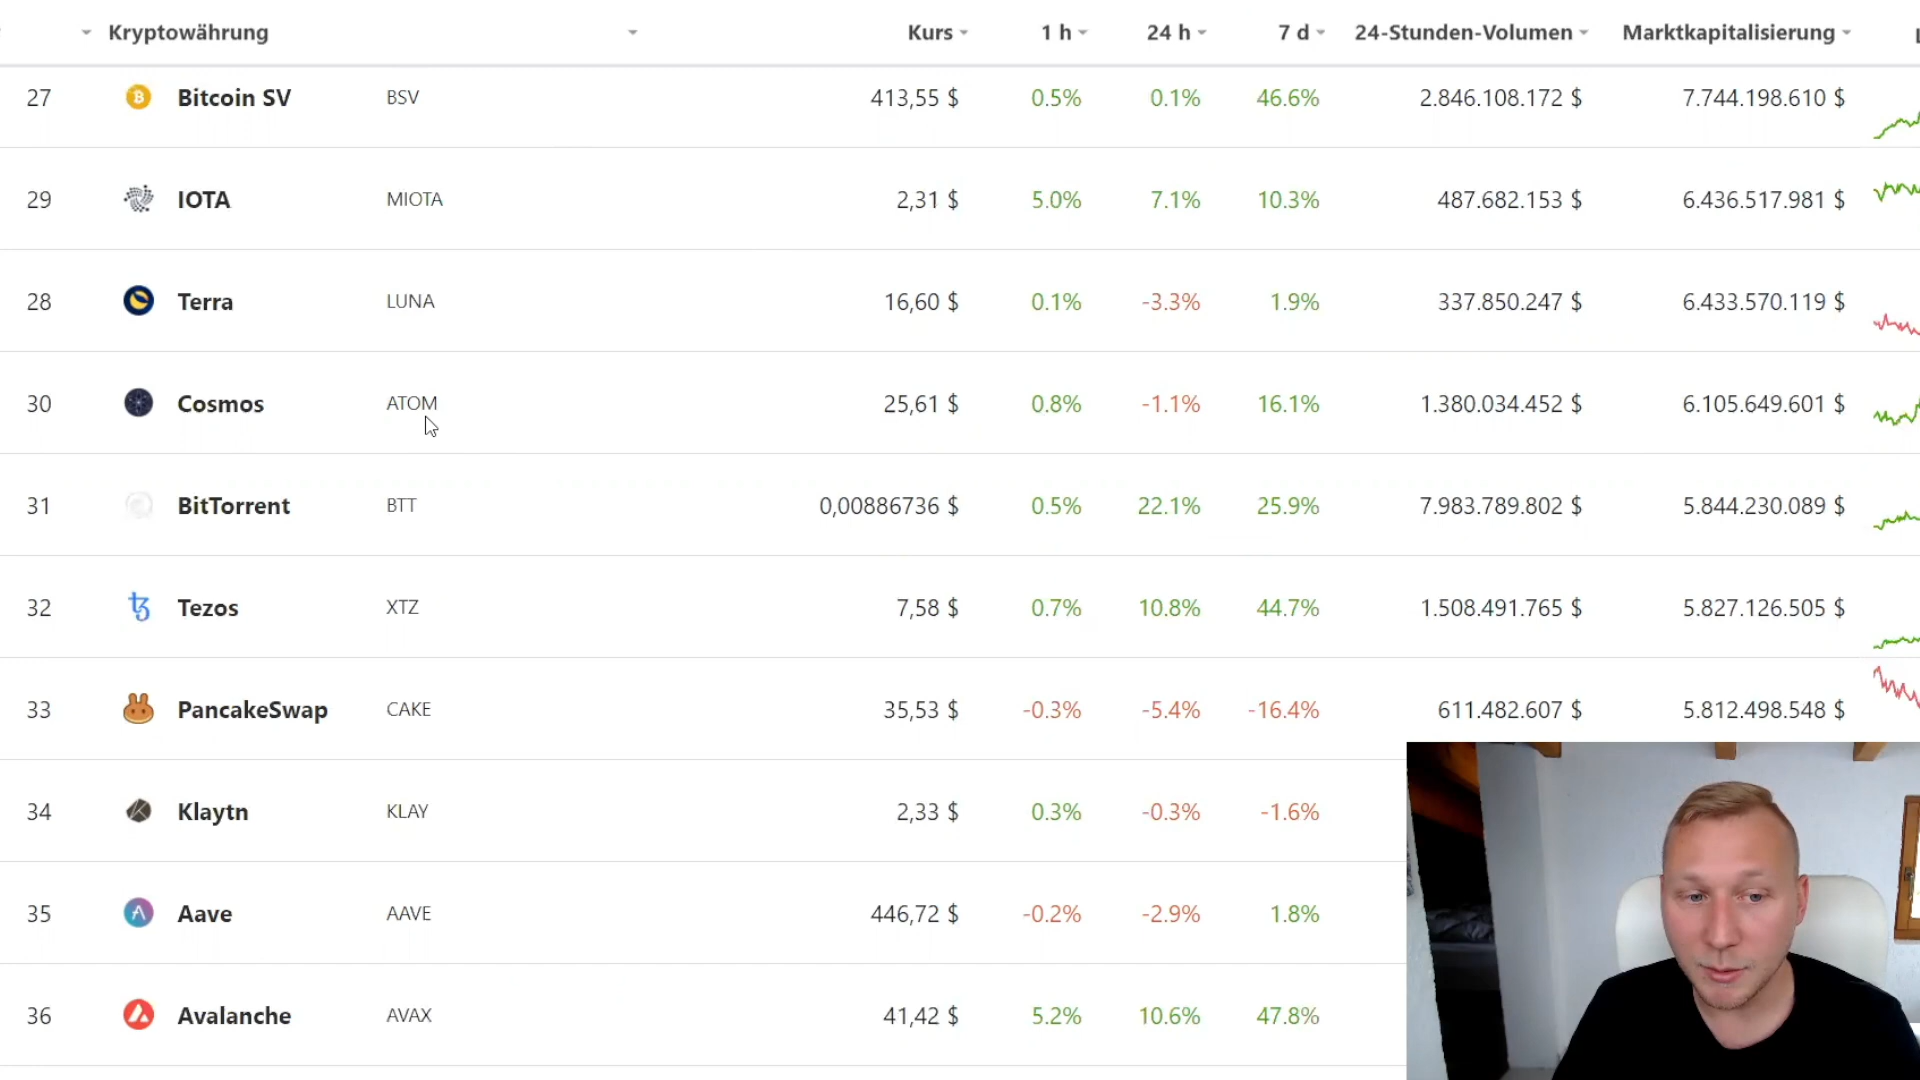 Kryptowährung Kurs 1 h 24 h 7 d 24-Stunden-Volumen Marktkapitalisierung
27 Bitcoin SV BSV 413,55 $ 0.5% 0.1% 46.6% 2.846.108.172 $ 7.744.198.610 $
29 IOTA MIOTA 2,31 $ 5.0% 7.1% 10.3% 487.682.153 $ 6.436.517.981 $
28 Terra LUNA 16,60 $ 0.1% -3.3% 1.9% 337.850.247 $ 6.433.570.119 $
30 Cosmos ATOM 25,61 $ 0.8% -1.1% 16.1% 1.380.034.452 $ 6.105.649.601 $
31 BitTorrent BTT 0,00886736 $ 0.5% 22.1% 25.9% 7.983.789.802 $ 5.844.230.089 $
32 Tezos XTZ 7,58 $ 0.7% 10.8% 44.7% 1.508.491.765 $ 5.827.126.505 $
33 PancakeSwap CAKE 35,53 $ -0.3% -5.4% -16.4% 611.482.607 $ 5.812.498.548 $
34 Klaytn KLAY 2,33 $ 0.3% -0.3% -1.6%
35 Aave AAVE 446,72 $ -0.2% -2.9% 1.8%
36 Avalanche AVAX 41,42 $ 5.2% 10.6% 47.8%